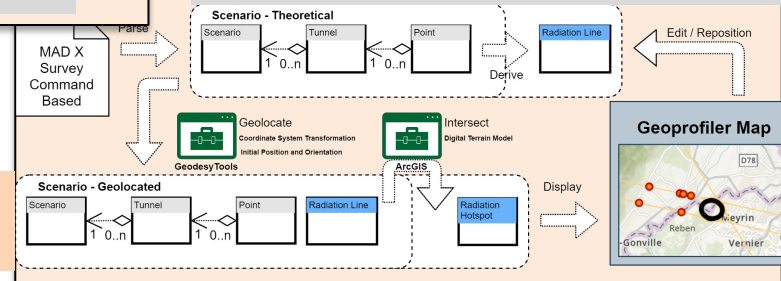 Scenario - Theoretical
Parse
Scenario
Tunnel
Point
Radiation Line
Edit / Reposition
MAD X
Survey
Command
Based
1 0..n
1 0..n
Derive
Geolocate
Coordinate System Transformation
Initial Position and Orientation
GeodesyTools
Intersect
Digital Terrain Model
ArcGIS
Geoprofiler Map
D78
Meyrin
Reben
-Gonville
Vernier
Scenario - Geolocated
Scenario
Tunnel
Point
Radiation Line
Radiation
Hotspot
Display
1 0..n
1 0..n